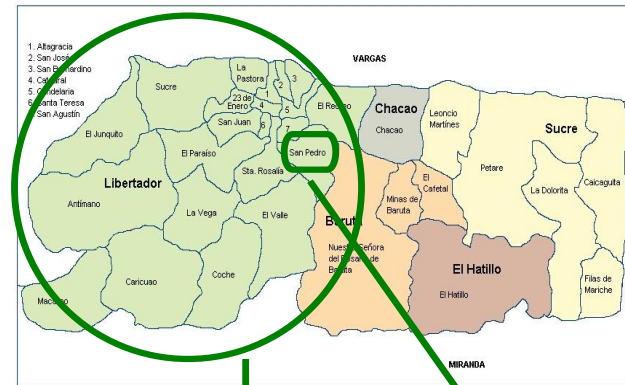 1. Altagracia
2. San José
3. San Bernardino
4. Catedral
5. Candelaria
6. Santa Teresa
San Agustín
VARGAS
La
Pastora
Sucre
3
2
1
23 de
Enero
4
5
El Recreo
San Juan
6
7
Chacao
Chacao
Leoncio
Martínes
Sucre
El Junquito
El Paraíso
San Pedro
Petare
Sta. Rosalía
El
Cafetal
Caicaguita
Libertador
La Dolorita
Antímano
Minas de
Baruta
La Vega
El Valle
Baruta
Nuestra Señora
del Rosario de
Baruta
El Hatillo
Caricuao
Coche
Filas de
Mariche
El Hatillo
Macarao
MIRANDA